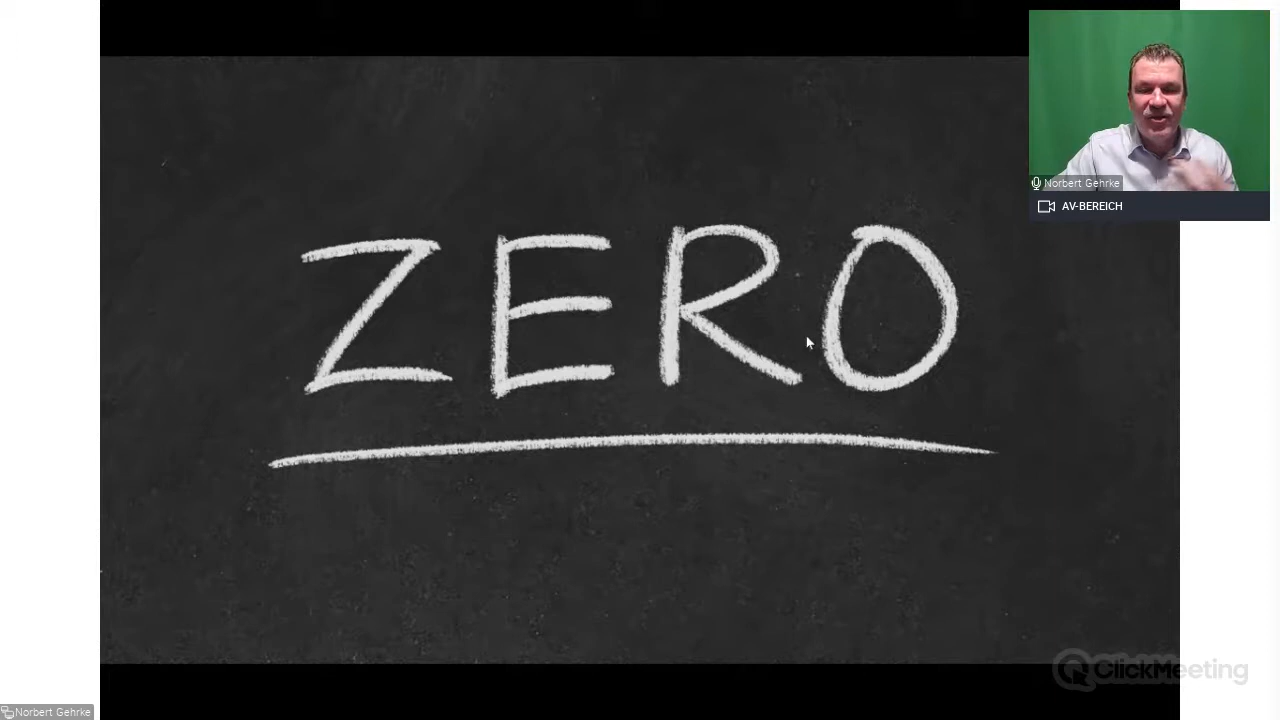 Norbert Gehrke
AV-BEREICH
ZERO
ClickMeeting
Norbert Gehrke